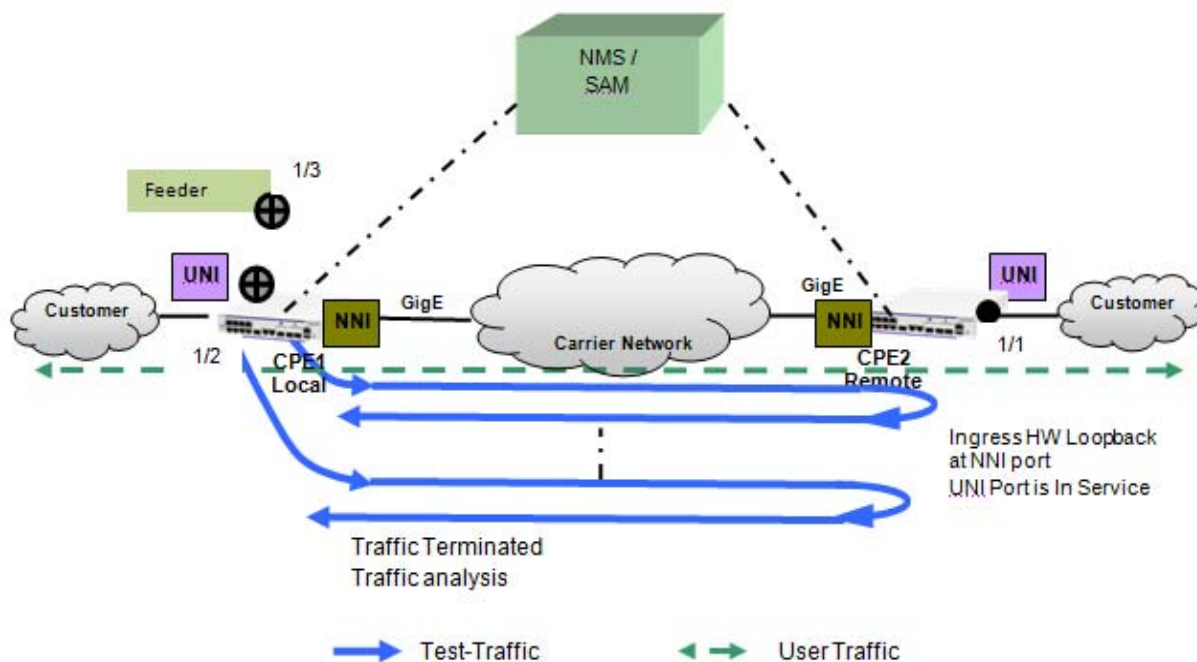 NMS /
SAM
1/3
Feeder
UNI
UNI
GigE
GigE
Customer
NNI
Carrier Network
NNI
Customer
1/2
CPE1
Local
CPE2
Remote
1/1
Ingress HW Loopback
at NNI port
UNI Port is In Service
Traffic Terminated
Traffic analysis
Test-Traffic
User Traffic